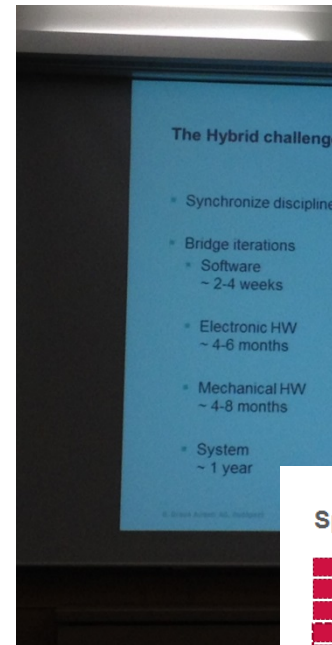 The Hybrid challeng
Synchronize discipline
Bridge iterations
Software
~ 2-4 weeks
Electronic HW
~ 4-6 months
Mechanical HW
~ 4-8 months
System
~ 1 year
S